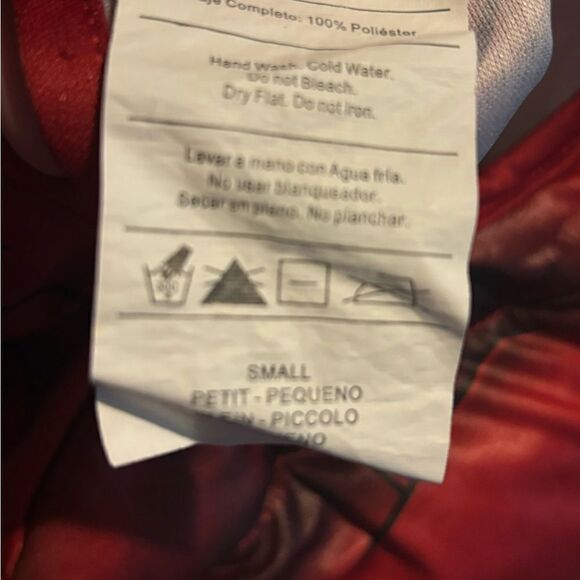 aje Completo: 100% Poliéster
Hand Wash. Cold Water.
Do not Bleach.
Dry Flat. Do not Iron.
Lavar a mano con Agua fría.
No usar blanqueador.
Secar en plano. No planchar.
SMALL
PETIT - PEQUENO
- PICCOLO